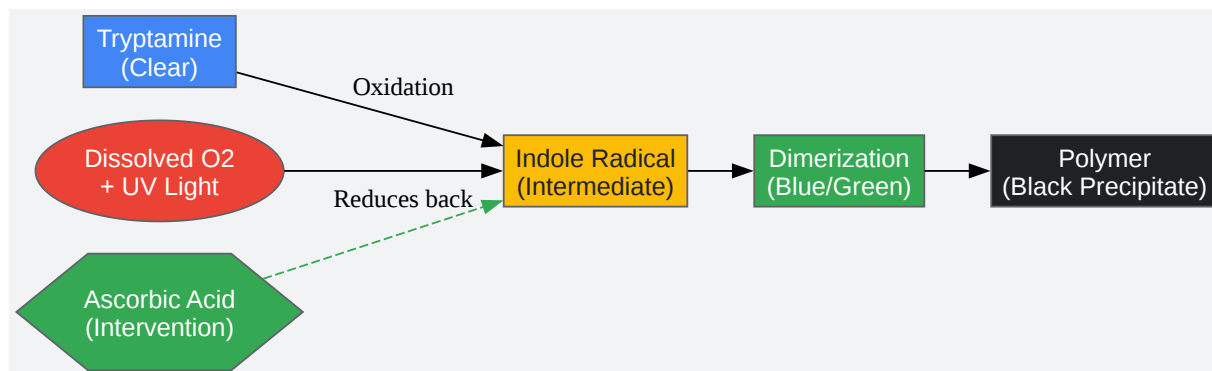 Tryptamine
(Clear)
Oxidation
Dissolved O2
+ UV Light
Reduces back
Indole Radical
(Intermediate)
Dimerization
(Blue/Green)
Polymer
(Black Precipitate)
Ascorbic Acid
(Intervention)